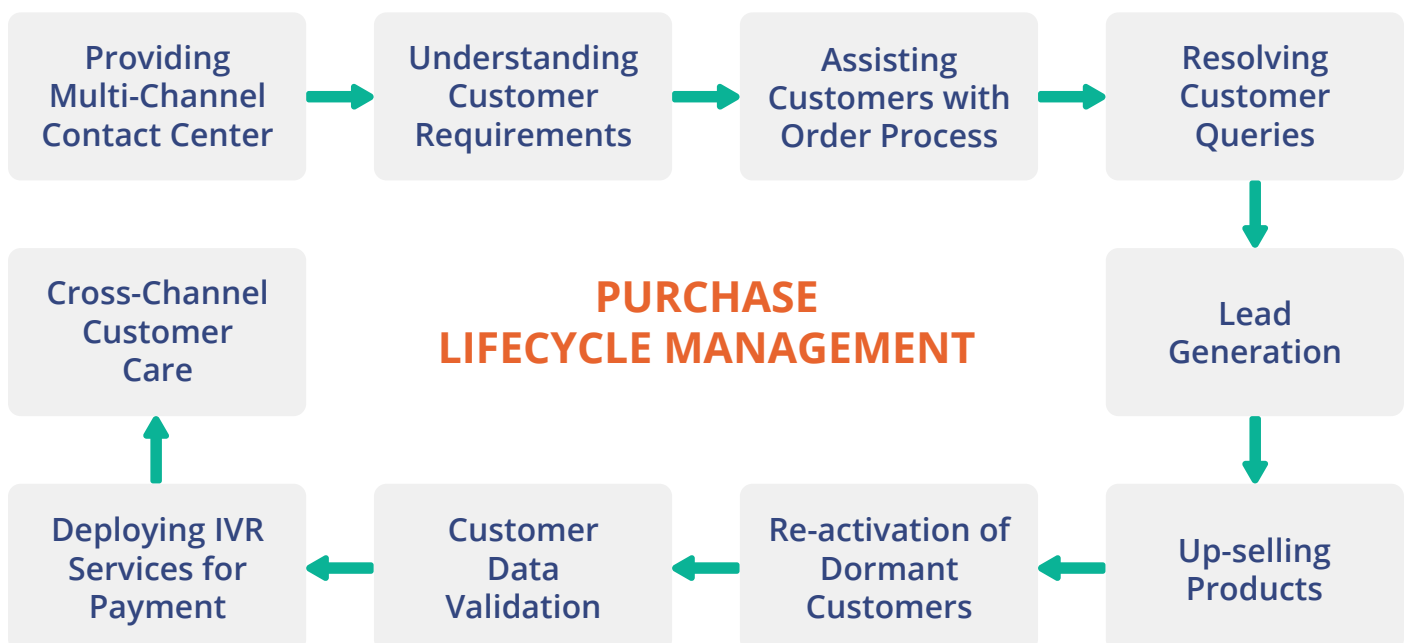 Providing
Multi-Channel
Contact Center
Understanding
Customer
Requirements
Assisting
Customers with
Order Process
Resolving
Customer
Queries
Cross-Channel
Customer
Care
PURCHASE
LIFECYCLE MANAGEMENT
Lead
Generation
Deploying IVR
Services for
Payment
Customer
Data
Validation
Re-activation of
Dormant
Customers
Up-selling
Products